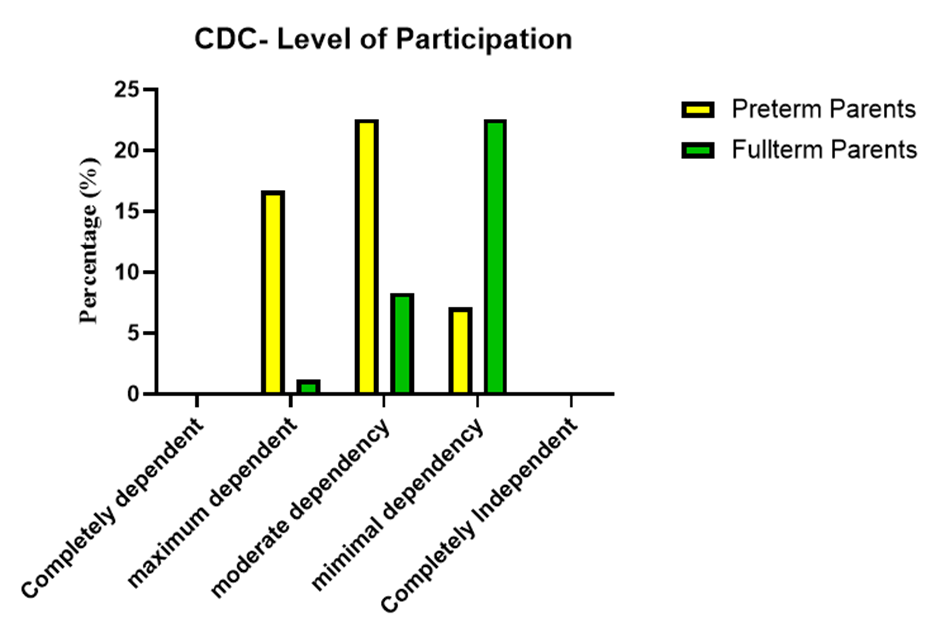 CDC- Level of Participation
Percentage (%)
25
20
15
10
5
0
Completely dependent
maximum dependent
moderate dependency
mimimal dependency
Completely Independent
Preterm Parents
Fullterm Parents